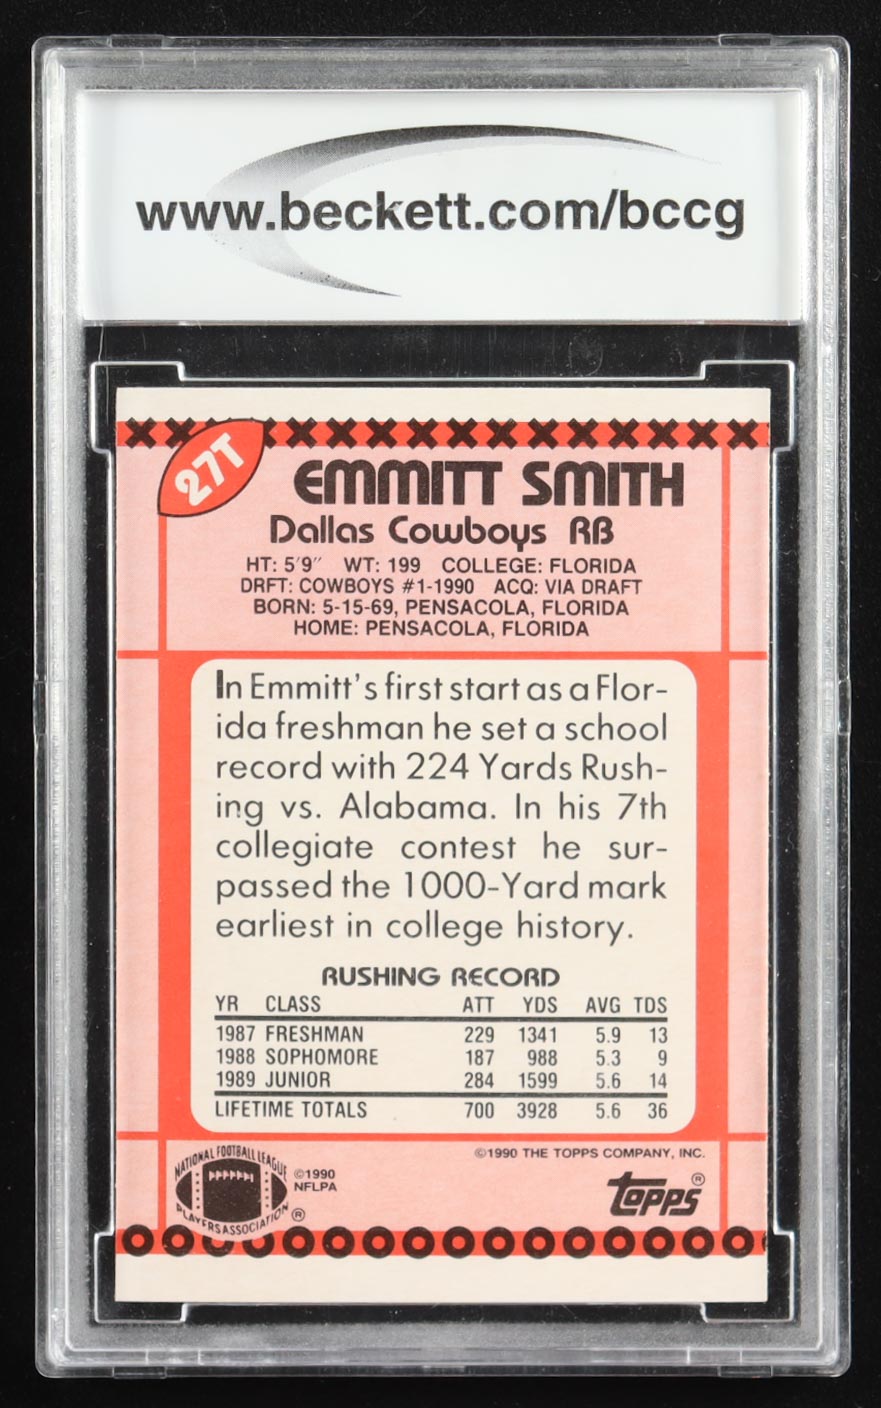 www.beckett.com/bccg
27T
EMMITT SMITH
Dallas Cowboys RB
HT: 5'9" WT: 199 COLLEGE: FLORIDA
DRFT: COWBOYS #1-1990 ACQ: VIA DRAFT
BORN: 5-15-69, PENSACOLA, FLORIDA
HOME: PENSACOLA, FLORIDA
In Emmitt's first start as a Flor-
ida freshman he set a school
record with 224 Yards Rush-
ing vs. Alabama. In his 7th
collegiate contest he sur-
passed the 1000-Yard mark
earliest in college history.
RUSHING RECORD
YR CLASS ATT YDS AVG TDS
1987 FRESHMAN 229 1341 5.9 13
1988 SOPHOMORE 187 988 5.3 9
1989 JUNIOR 284 1599 5.6 14
LIFETIME TOTALS 700 3928 5.6 36
©1990 THE TOPPS COMPANY, INC.
NATIONAL FOOTBALL LEAGUE
PLAYERS ASSOCIATION ®
©1990
NFLPA
topps ®